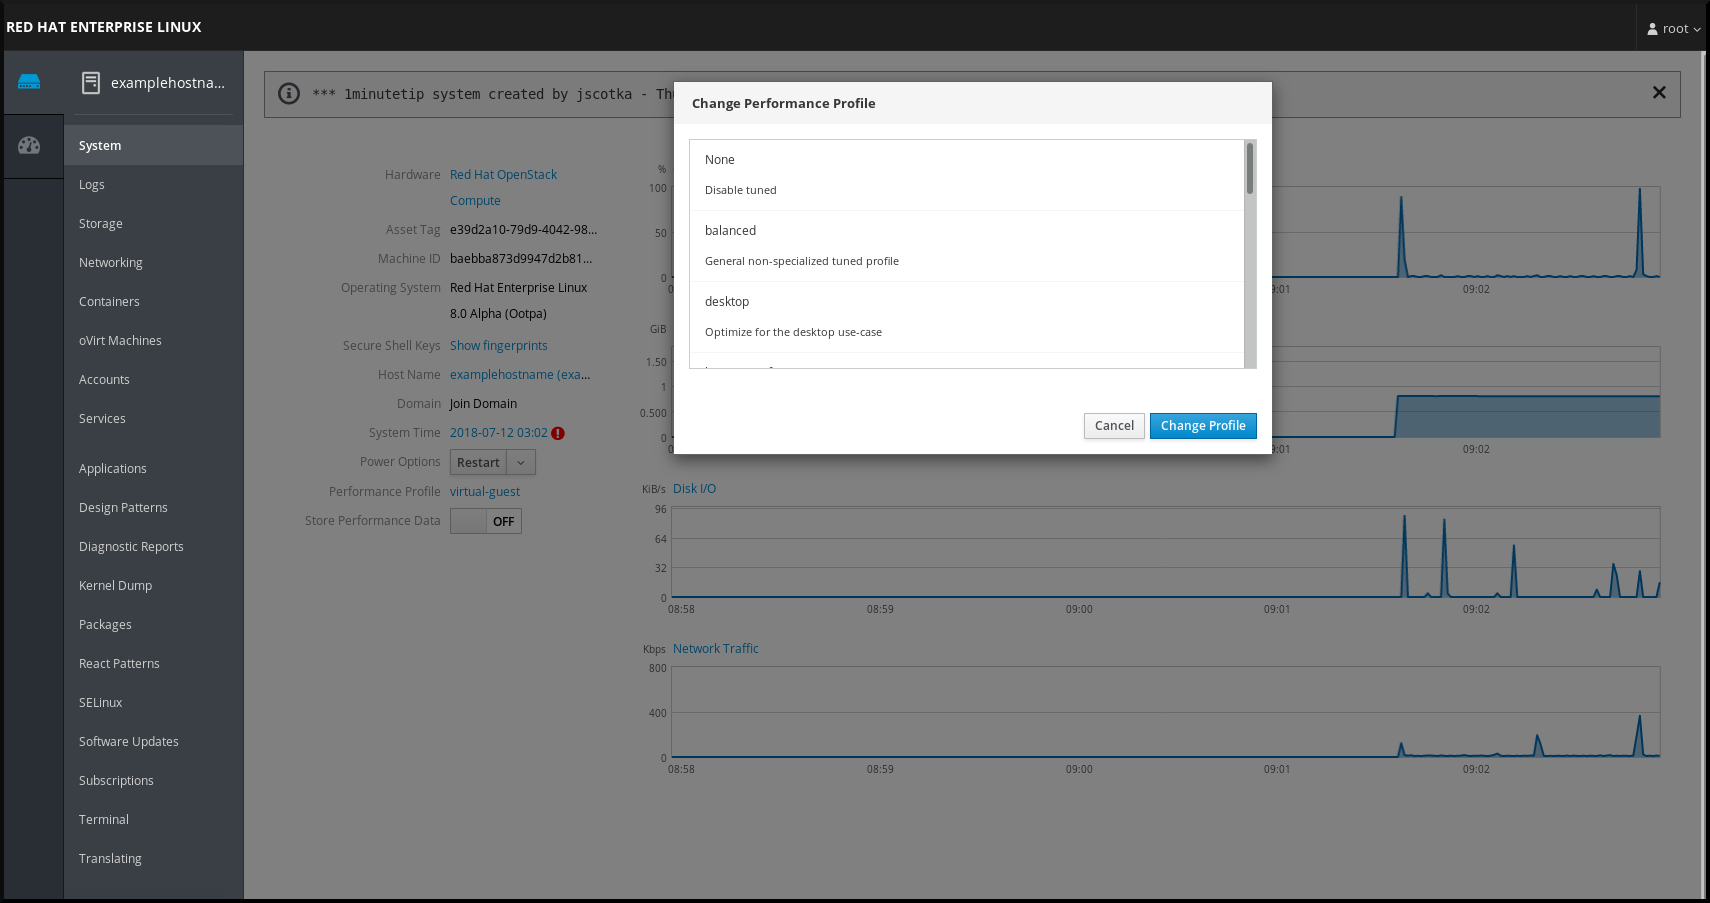 RED HAT ENTERPRISE LINUX
root
examplehostna...
System
Logs
Storage
Networking
Containers
oVirt Machines
Accounts
Services
Applications
Design Patterns
Diagnostic Reports
Kernel Dump
Packages
React Patterns
SELinux
Software Updates
Subscriptions
Terminal
Translating
*** 1minutetip system created by jscotka -
Hardware Red Hat OpenStack
Compute
Asset Tag e39d2a10-79d9-4042-98...
Machine ID baebba873d9947d2b81...
Operating System Red Hat Enterprise Linux
8.0 Alpha (Ootpa)
Secure Shell Keys Show fingerprints
Host Name examplehostname (exa...
Domain Join Domain
System Time 2018-07-12 03:02
Power Options Restart
Performance Profile virtual-guest
Store Performance Data OFF
Change Performance Profile
None
Disable tuned
balanced
General non-specialized tuned profile
desktop
Optimize for the desktop use-case
Cancel Change Profile
%
100
50
0
09:02
GiB
1.50
1
0.500
0
09:02
KiB/s Disk I/O
96
64
32
0
08:58 08:59 09:00 09:01 09:02
Kbps Network Traffic
800
400
0
08:58 08:59 09:00 09:01 09:02